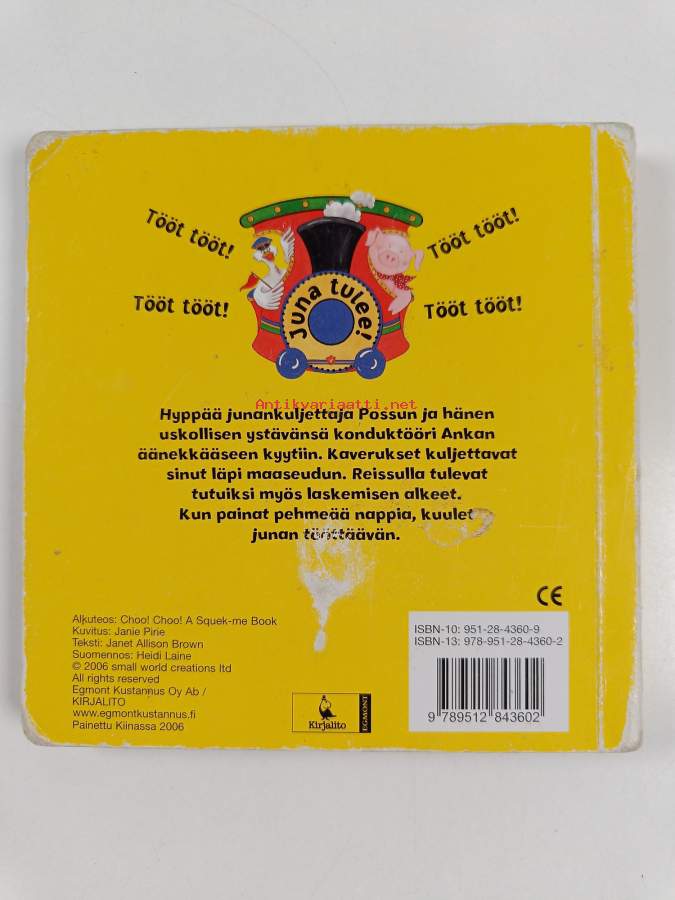 Tööt tööt!
Tööt tööt!
Tööt tööt!
Tööt tööt!
Juna tulee!
Antikvariaatti.net
Hyppää junankuljettaja Possun ja hänen
uskollisen ystävänsä konduktööri Ankan
äänekkääseen kyytiin. Kaverukset kuljettavat
sinut läpi maaseudun. Reissulla tulevat
tutuiksi myös laskemisen alkeet.
Kun painat pehmeää nappia, kuulet
junan tööttäävän.
CE
Alkuteos: Choo! Choo! A Squek-me Book
Kuvitus: Janie Pirie
Teksti: Janet Allison Brown
Suomennos: Heidi Laine
© 2006 small world creations ltd
All rights reserved
Egmont Kustannus Oy Ab /
KIRJALITO
www.egmontkustannus.fi
Painettu Kiinassa 2006
Kirjalito
EGMONT
ISBN-10: 951-28-4360-9
ISBN-13: 978-951-28-4360-2
9 789512 843602